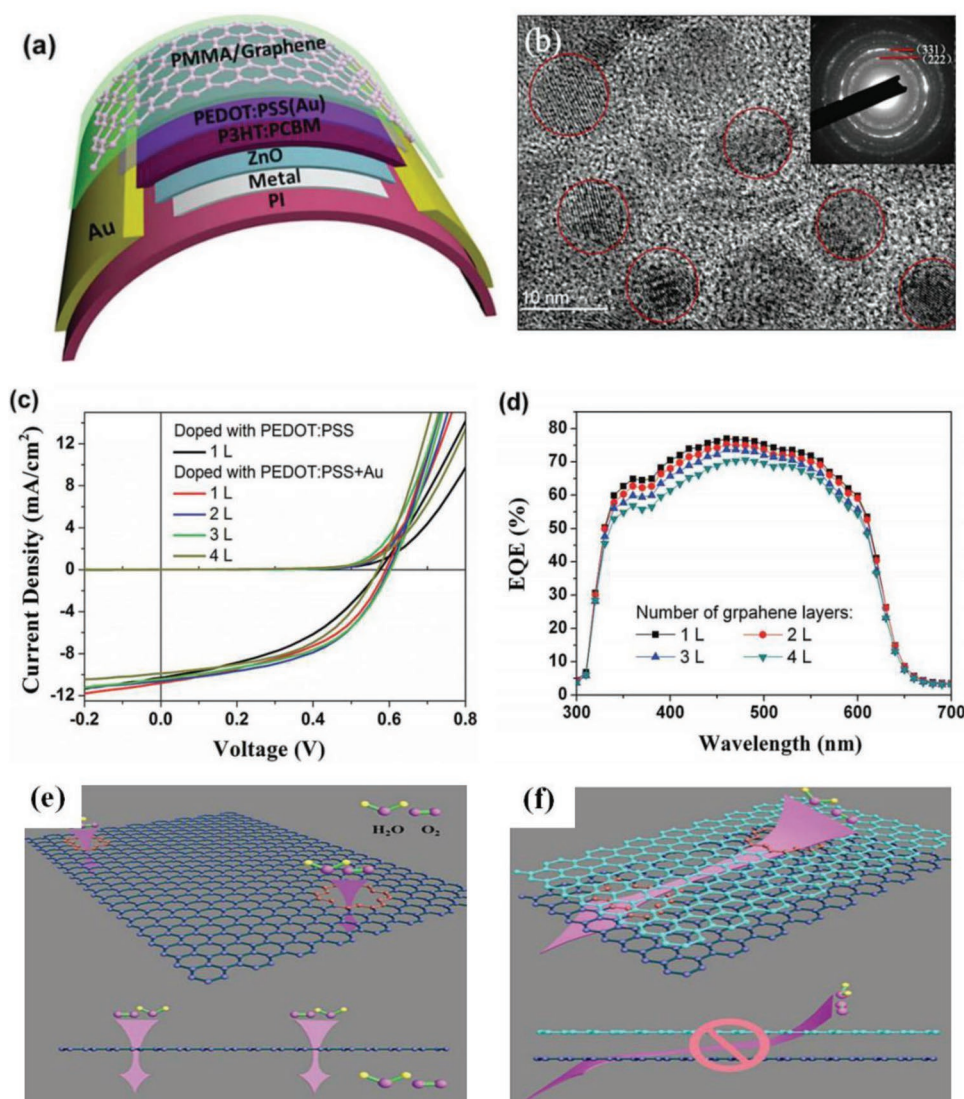 (a)
PMMA/Graphene
PEDOT:PSS(Au)
P3HT:PCBM
ZnO
Metal
PI
Au
(b)
(331)
(222)
10 nm
(c)
Doped with PEDOT:PSS
1 L
Doped with PEDOT:PSS+Au
1 L
2 L
3 L
4 L
Current Density (mA/cm²)
12
8
4
0
-4
-8
-12
-0.2 0.0 0.2 0.4 0.6 0.8
Voltage (V)
(d)
EQE (%)
80
70
60
50
40
30
20
10
0
Number of grpahene layers:
1 L 2 L
3 L 4 L
300 400 500 600 700
Wavelength (nm)
(e)
H₂O O₂
(f)